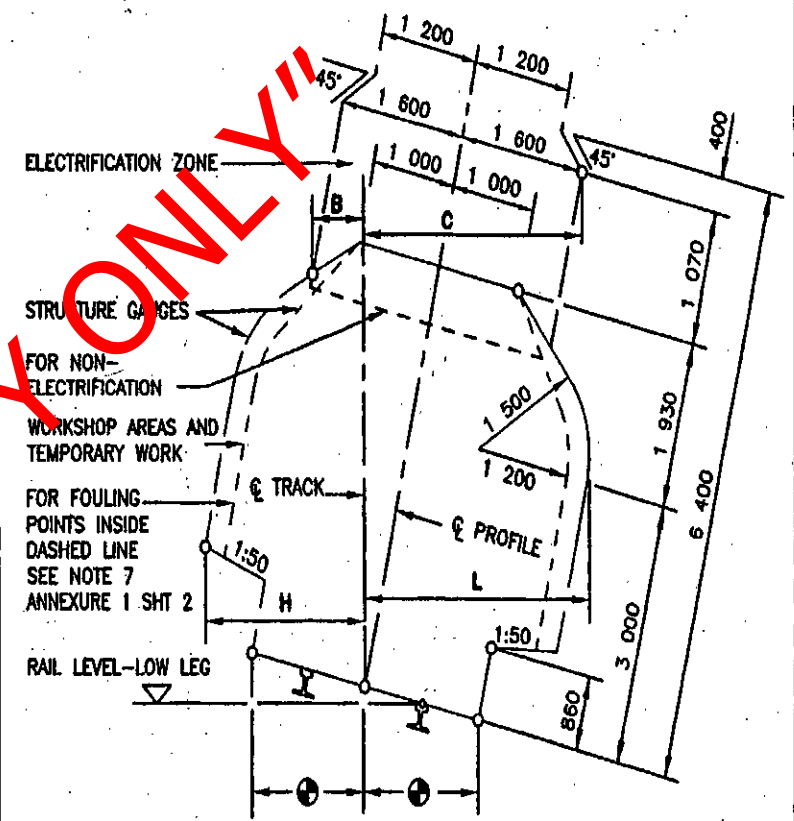 1 200
1 200
45°
1 600
1 600
400
45°
ELECTRIFICATION ZONE
1 000
1 000
B
C
1 070
STRUCTURE GAUGES
FOR NON-
ELECTRIFICATION
1 930
1 500
WORKSHOP AREAS AND
TEMPORARY WORK
1 200
6 400
℄ TRACK
FOR FOULING
POINTS INSIDE
DASHED LINE
SEE NOTE 7
ANNEXURE 1 SHT 2
℄ PROFILE
1:50
H
L
3 000
1:50
RAIL LEVEL-LOW LEG
860
Y ONLY"